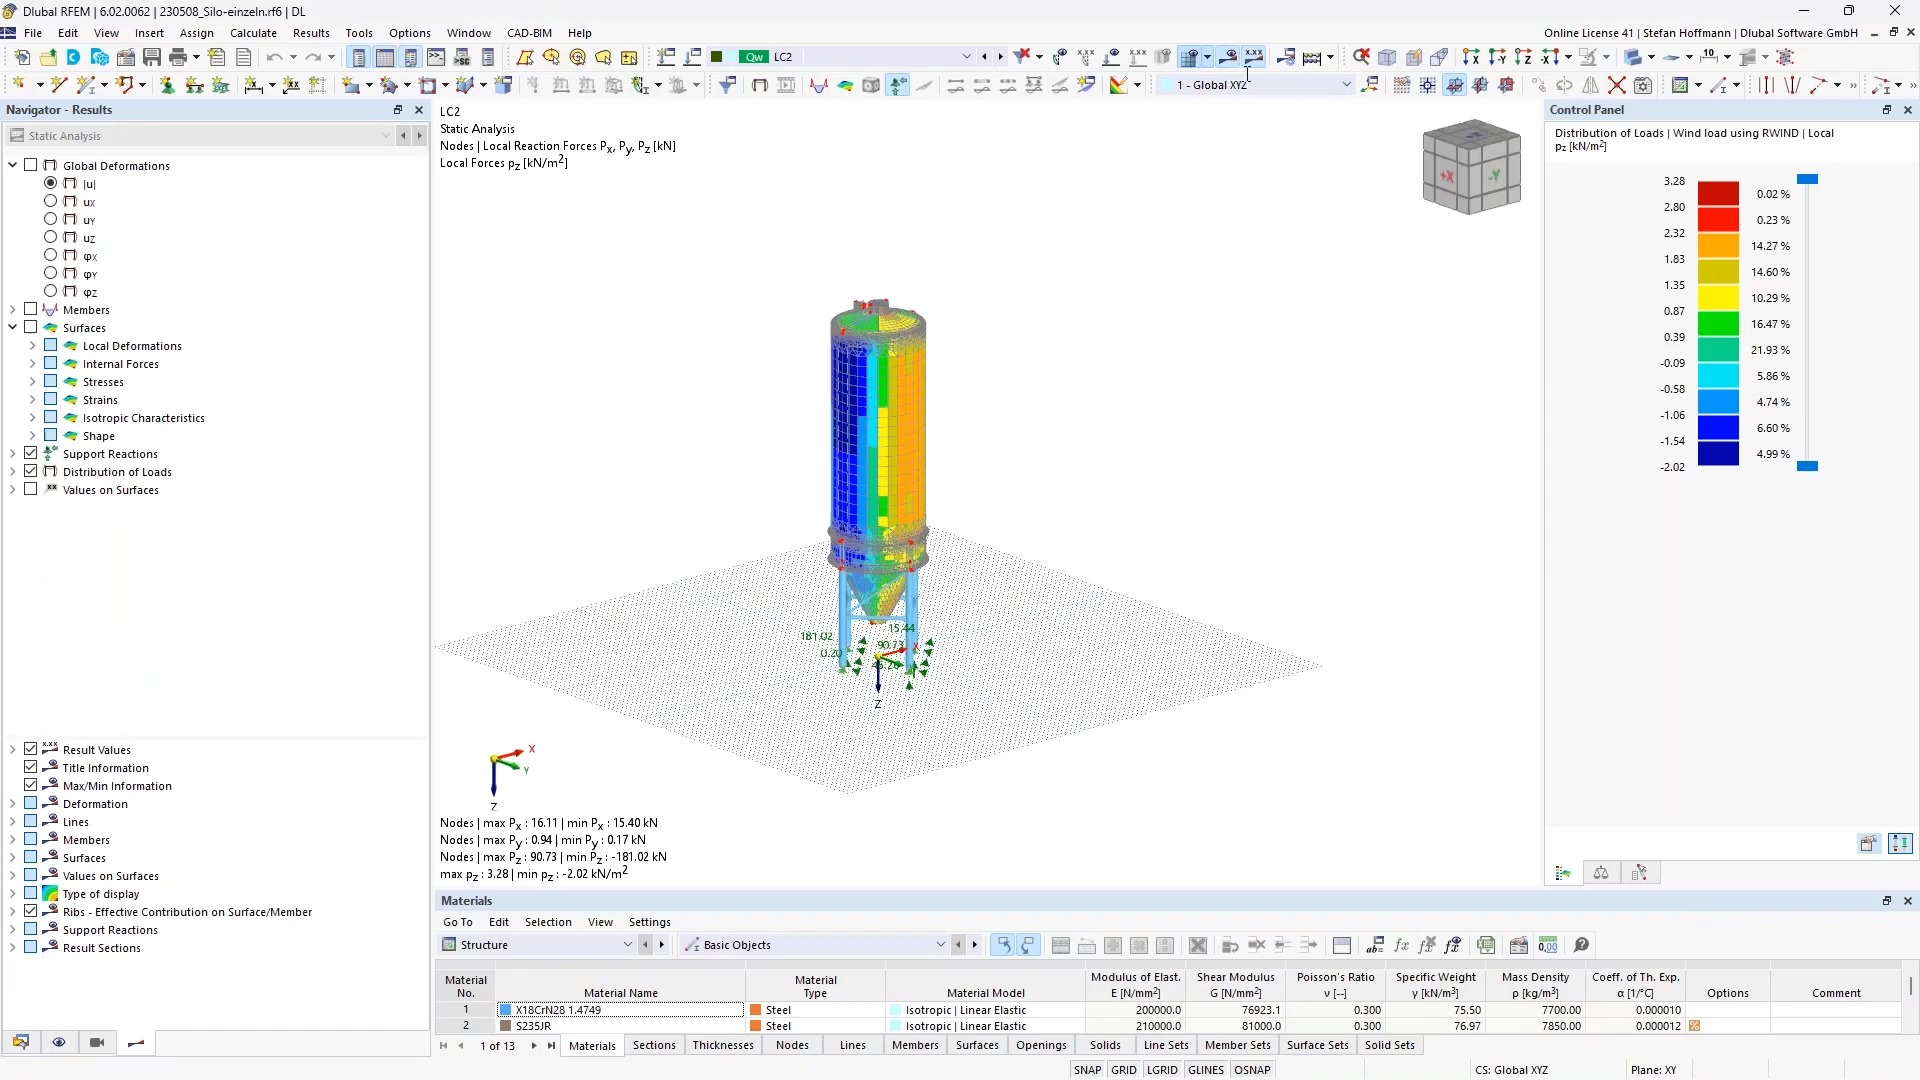 Dlubal RFEM | 6.02.0062 | 230508_Silo-einzeln.rf6 | DL
File Edit View Insert Assign Calculate Results Tools Options Window CAD-BIM Help
Online License 41 | Stefan Hoffmann | Dlubal Software GmbH
Qw LC2
1 - Global XYZ
Navigator - Results
Static Analysis
Global Deformations
|u|
uX
uY
uZ
φX
φY
φZ
Members
Surfaces
Local Deformations
Internal Forces
Stresses
Strains
Isotropic Characteristics
Shape
Support Reactions
Distribution of Loads
Values on Surfaces
Result Values
Title Information
Max/Min Information
Deformation
Lines
Members
Surfaces
Values on Surfaces
Type of display
Ribs - Effective Contribution on Surface/Member
Support Reactions
Result Sections
LC2
Static Analysis
Nodes | Local Reaction Forces Px, Py, Pz [kN]
Local Forces pz [kN/m²]
+X -Y
181.02
15.44
0.20
90.73
X
Z
X
Y
Z
Nodes | max Px : 16.11 | min Px : 15.40 kN
Nodes | max Py : 0.94 | min Py : 0.17 kN
Nodes | max Pz : 90.73 | min Pz : -181.02 kN
max pz : 3.28 | min pz : -2.02 kN/m²
Control Panel
Distribution of Loads | Wind load using RWIND | Local
pz [kN/m²]
3.28
0.02 %
2.80
0.23 %
2.32
14.27 %
1.83
14.60 %
1.35
10.29 %
0.87
16.47 %
0.39
21.93 %
-0.09
5.86 %
-0.58
4.74 %
-1.06
6.60 %
-1.54
4.99 %
-2.02
Materials
Go To Edit Selection View Settings
Structure Basic Objects
Material No. Material Name Material Type Material Model Modulus of Elast. E [N/mm²] Shear Modulus G [N/mm²] Poisson's Ratio ν [--] Specific Weight γ [kN/m³] Mass Density ρ [kg/m³] Coeff. of Th. Exp. α [1/°C] Options Comment
1 X18CrN28 1.4749 Steel Isotropic | Linear Elastic 200000.0 76923.1 0.300 75.50 7700.00 0.000010
2 S235JR Steel Isotropic | Linear Elastic 210000.0 81000.0 0.300 76.97 7850.00 0.000012
1 of 13 Materials Sections Thicknesses Nodes Lines Members Surfaces Openings Solids Line Sets Member Sets Surface Sets Solid Sets
SNAP GRID LGRID GLINES OSNAP CS: Global XYZ Plane: XY